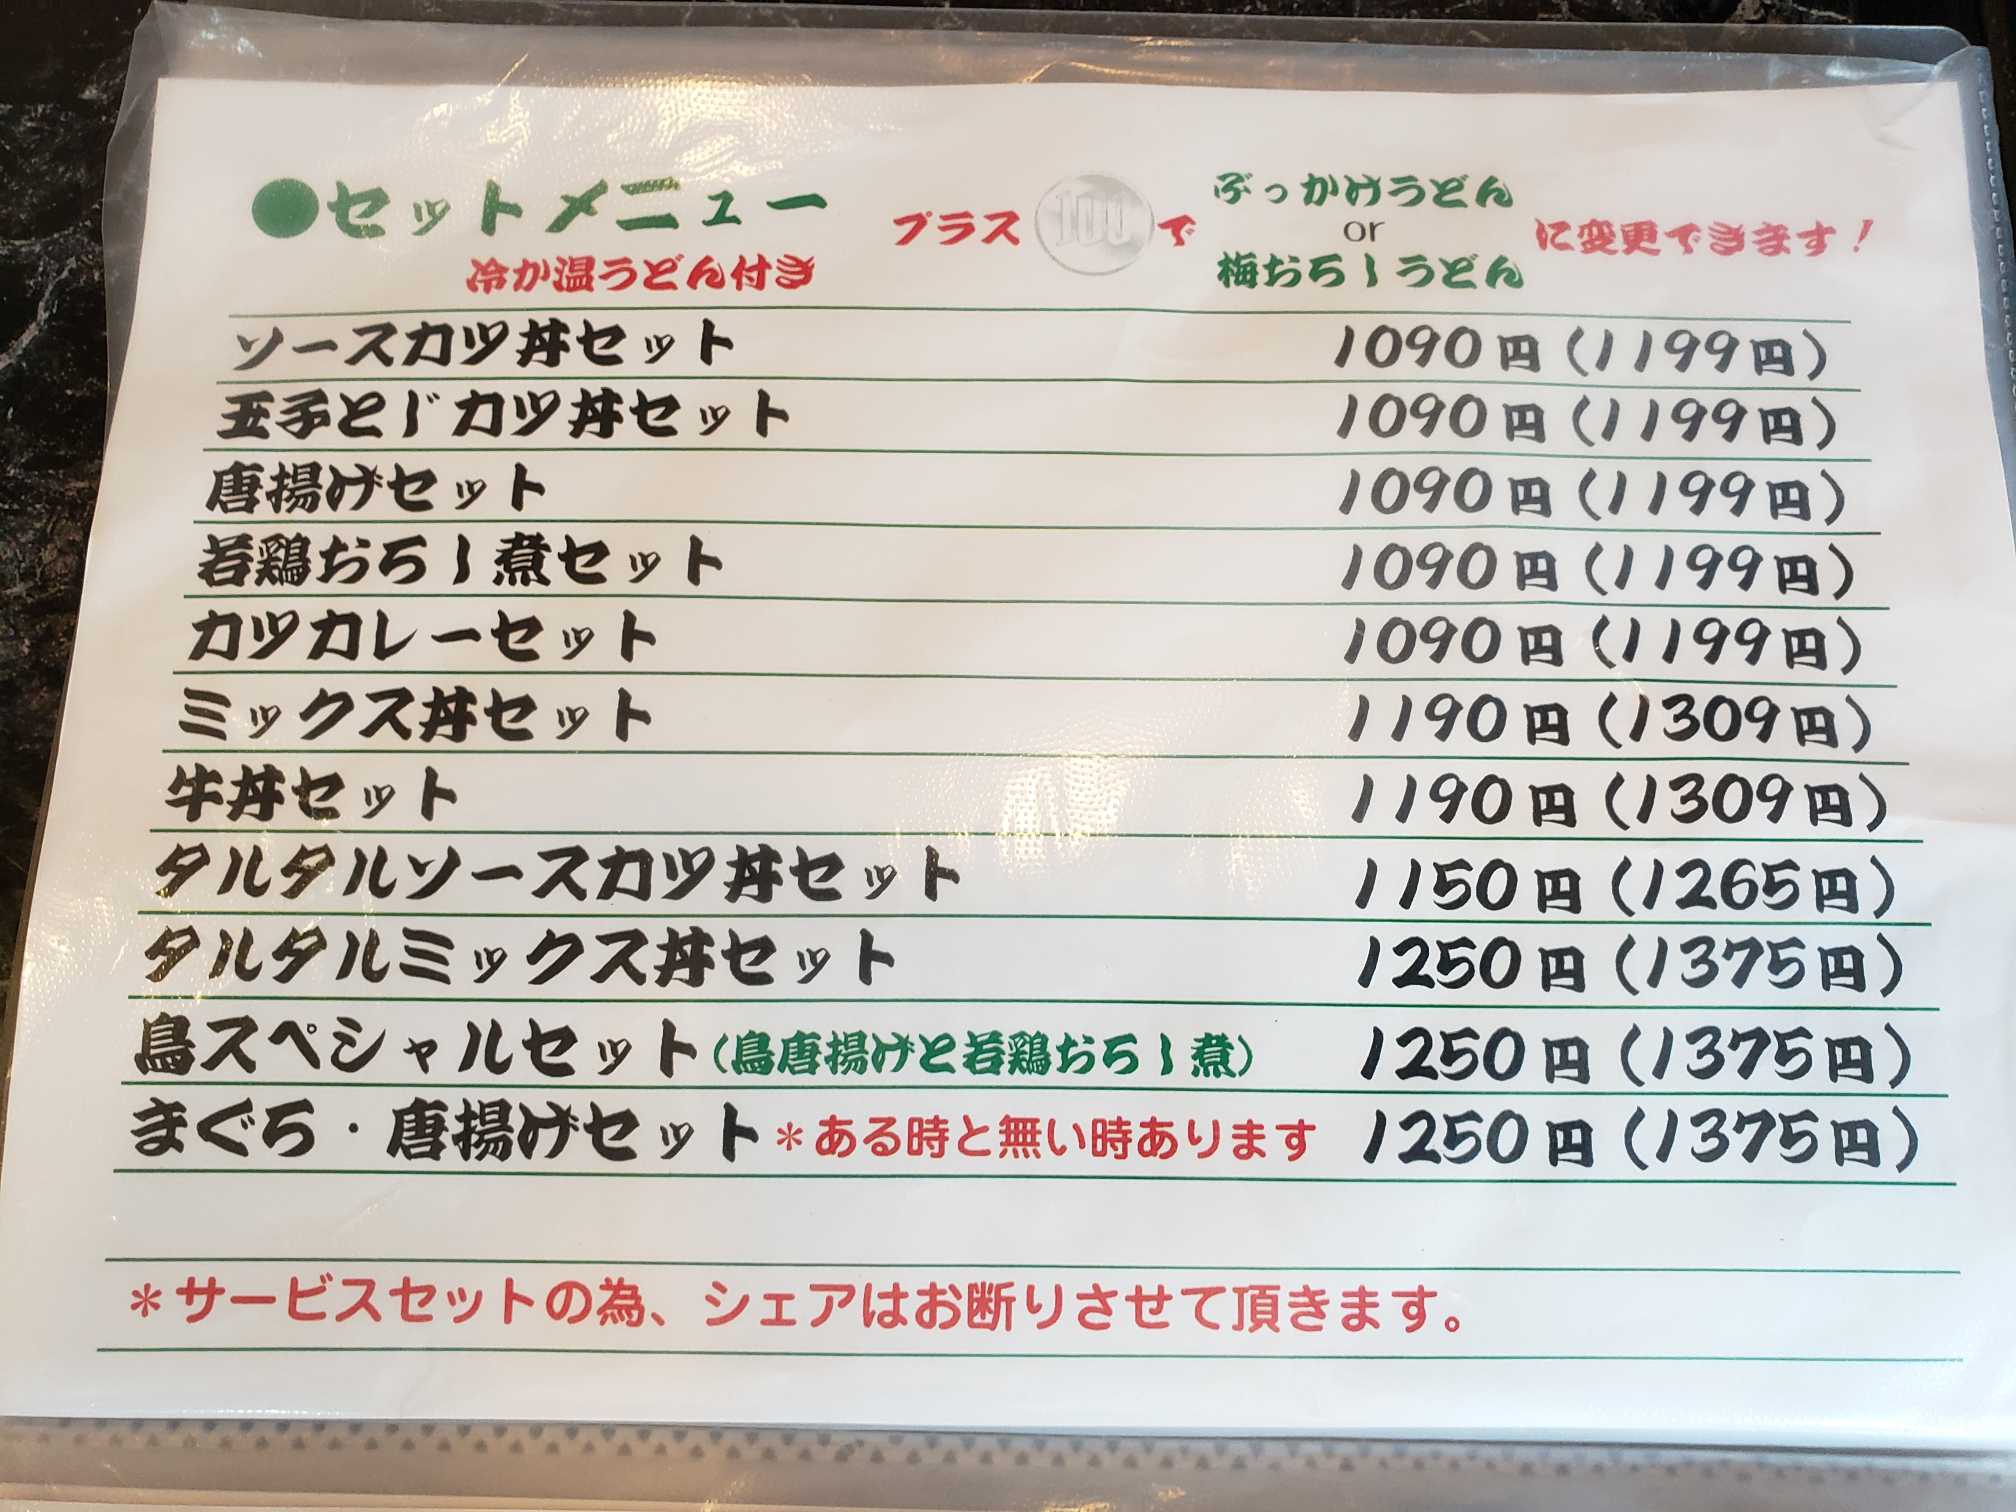 ●セットメニュー
冷か温うどん付き
プラス100で
ぶっかけうどん
or
梅おろしうどん
に変更できます！
ソースカツ丼セット 1090円(1199円)
玉子とじカツ丼セット 1090円(1199円)
唐揚げセット 1090円(1199円)
若鶏おろし煮セット 1090円(1199円)
カツカレーセット 1090円(1199円)
ミックス丼セット 1190円(1309円)
牛丼セット 1190円(1309円)
タルタルソースカツ丼セット 1150円(1265円)
タルタルミックス丼セット 1250円(1375円)
鳥スペシャルセット(鳥唐揚げと若鶏おろし煮) 1250円(1375円)
まぐろ・唐揚げセット＊ある時と無い時あります 1250円(1375円)
＊サービスセットの為、シェアはお断りさせて頂きます。